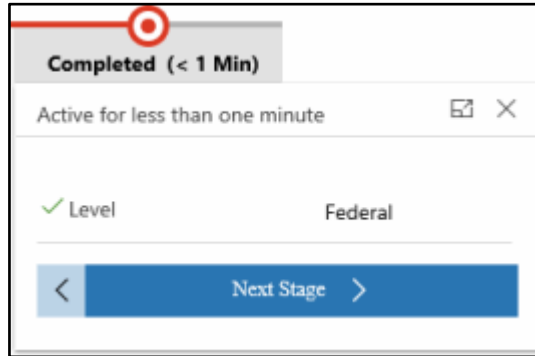 Completed (< 1 Min)
Active for less than one minute
Level Federal
Next Stage